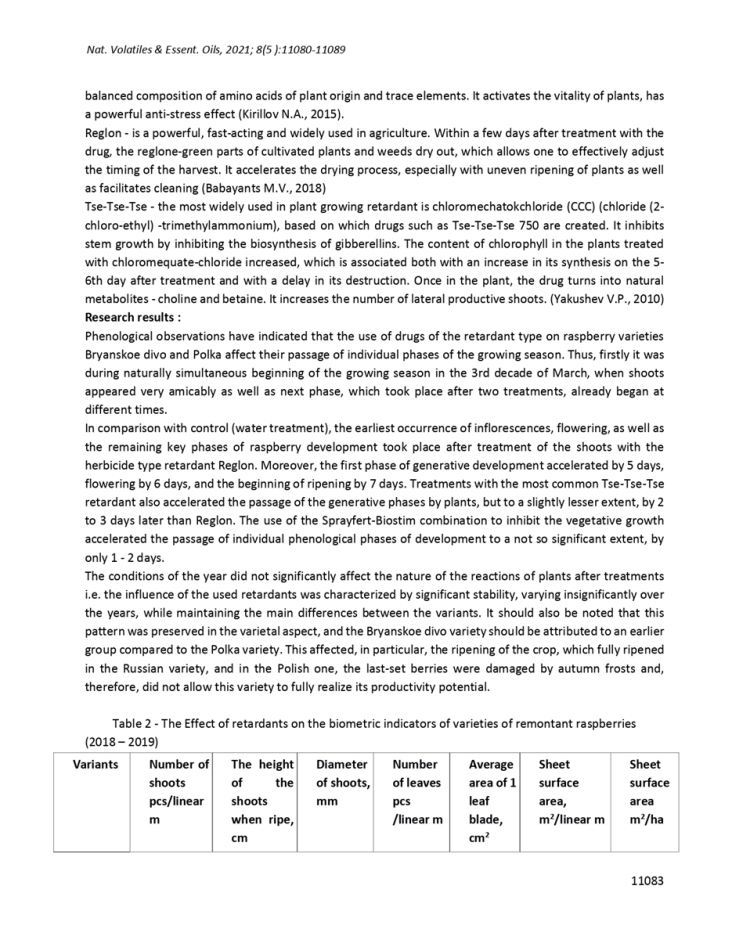 Nat. Volatiles & Essent. Oils, 2021; 8(5 ):11080-11089
balanced composition of amino acids of plant origin and trace elements. It activates the vitality of plants, has
a powerful anti-stress effect (Kirillov N.A., 2015).
Reglon - is a powerful, fast-acting and widely used in agriculture. Within a few days after treatment with the
drug, the reglone-green parts of cultivated plants and weeds dry out, which allows one to effectively adjust
the timing of the harvest. It accelerates the drying process, especially with uneven ripening of plants as well
as facilitates cleaning (Babayants M.V., 2018)
Tse-Tse-Tse - the most widely used in plant growing retardant is chloromechatokchloride (CCC) (chloride (2-
chloro-ethyl) -trimethylammonium), based on which drugs such as Tse-Tse-Tse 750 are created. It inhibits
stem growth by inhibiting the biosynthesis of gibberellins. The content of chlorophyll in the plants treated
with chloromequate-chloride increased, which is associated both with an increase in its synthesis on the 5-
6th day after treatment and with a delay in its destruction. Once in the plant, the drug turns into natural
metabolites - choline and betaine. It increases the number of lateral productive shoots. (Yakushev V.P., 2010)
Research results :
Phenological observations have indicated that the use of drugs of the retardant type on raspberry varieties
Bryanskoe divo and Polka affect their passage of individual phases of the growing season. Thus, firstly it was
during naturally simultaneous beginning of the growing season in the 3rd decade of March, when shoots
appeared very amicably as well as next phase, which took place after two treatments, already began at
different times.
In comparison with control (water treatment), the earliest occurrence of inflorescences, flowering, as well as
the remaining key phases of raspberry development took place after treatment of the shoots with the
herbicide type retardant Reglon. Moreover, the first phase of generative development accelerated by 5 days,
flowering by 6 days, and the beginning of ripening by 7 days. Treatments with the most common Tse-Tse-Tse
retardant also accelerated the passage of the generative phases by plants, but to a slightly lesser extent, by 2
to 3 days later than Reglon. The use of the Sprayfert-Biostim combination to inhibit the vegetative growth
accelerated the passage of individual phenological phases of development to a not so significant extent, by
only 1 - 2 days.
The conditions of the year did not significantly affect the nature of the reactions of plants after treatments
i.e. the influence of the used retardants was characterized by significant stability, varying insignificantly over
the years, while maintaining the main differences between the variants. It should also be noted that this
pattern was preserved in the varietal aspect, and the Bryanskoe divo variety should be attributed to an earlier
group compared to the Polka variety. This affected, in particular, the ripening of the crop, which fully ripened
in the Russian variety, and in the Polish one, the last-set berries were damaged by autumn frosts and,
therefore, did not allow this variety to fully realize its productivity potential.
Table 2 - The Effect of retardants on the biometric indicators of varieties of remontant raspberries
(2018 – 2019)
Variants
Number of
shoots
pcs/linear
m
The height
of the
shoots
when ripe,
cm
Diameter
of shoots,
mm
Number
of leaves
pcs
/linear m
Average
area of 1
leaf
blade,
cm²
Sheet
surface
area,
m²/linear m
Sheet
surface
area
m²/ha
11083